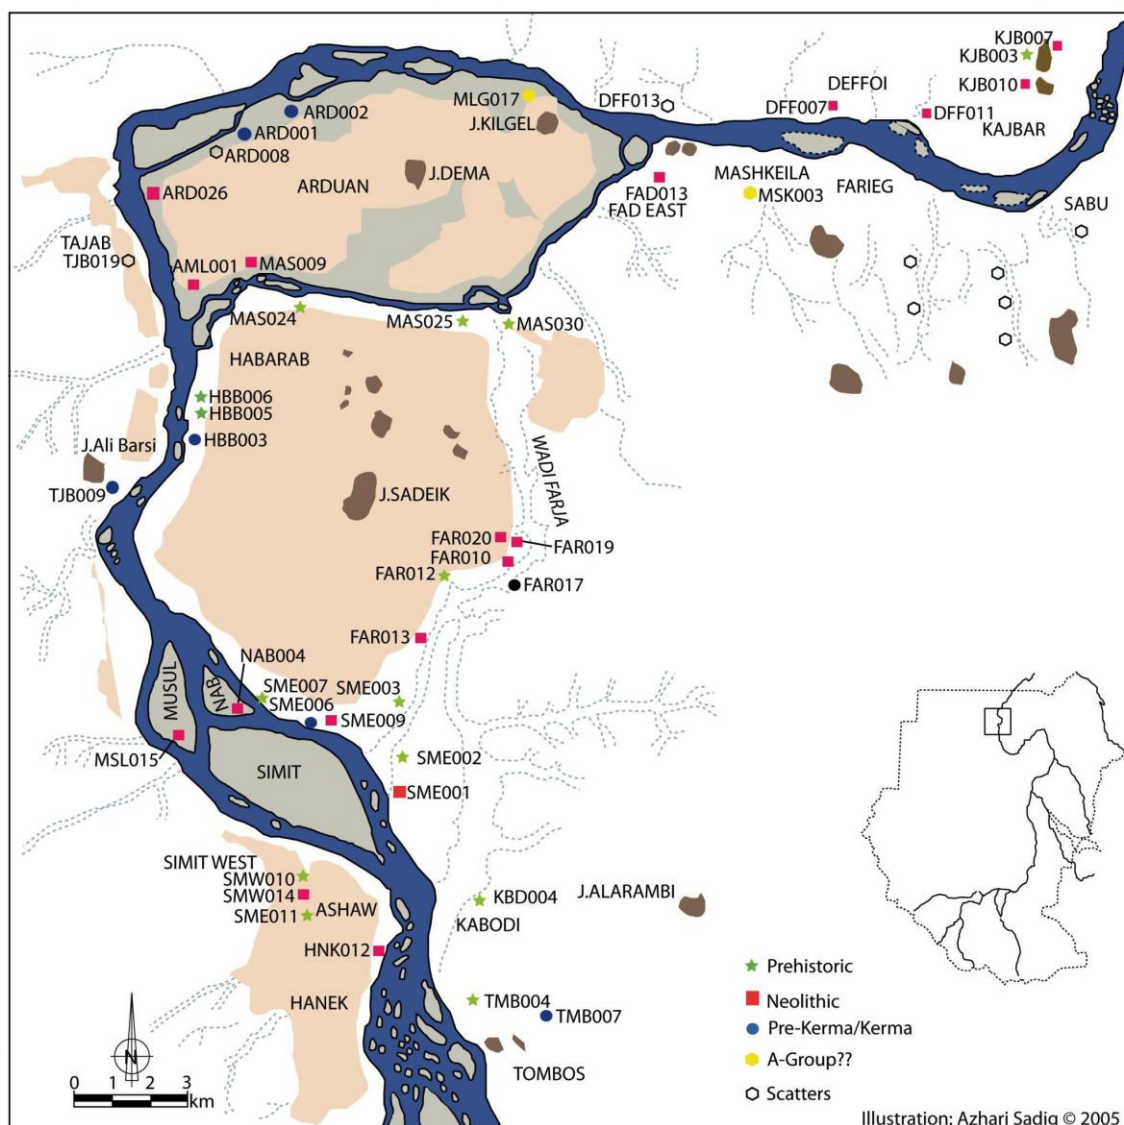 KJB007
KJB003
KJB010
MLG017
DFF013
DEFFOI
DFF007
DFF011
KAJBAR
ARD002
ARD001
J.KILGEL
ARD008
J.DEMA
MASHKEILA
FARIEG
ARDUAN
ARD026
FAD013
MSK003
FAD EAST
SABU
TAJAB
TJB019
AML001
MAS009
MAS024
MAS025
MAS030
HABARAB
HBB006
HBB005
HBB003
J.Ali Barsi
TJB009
WADI FARJA
J.SADEIK
FAR020
FAR019
FAR010
FAR012
FAR017
FAR013
NAB004
MUSUL
NAB
SME007
SME003
SME006
SME009
MSL015
SIMIT
SME002
SME001
SIMIT WEST
SMW010
SMW014
SME011
ASHAW
KBD004
J.ALARAMBI
KABODI
HNK012
HANEK
TMB004
TMB007
TOMBOS
Prehistoric
Neolithic
Pre-Kerma/Kerma
A-Group??
Scatters
N
0 1 2 3
km
Illustration: Azhari Sadig © 2005